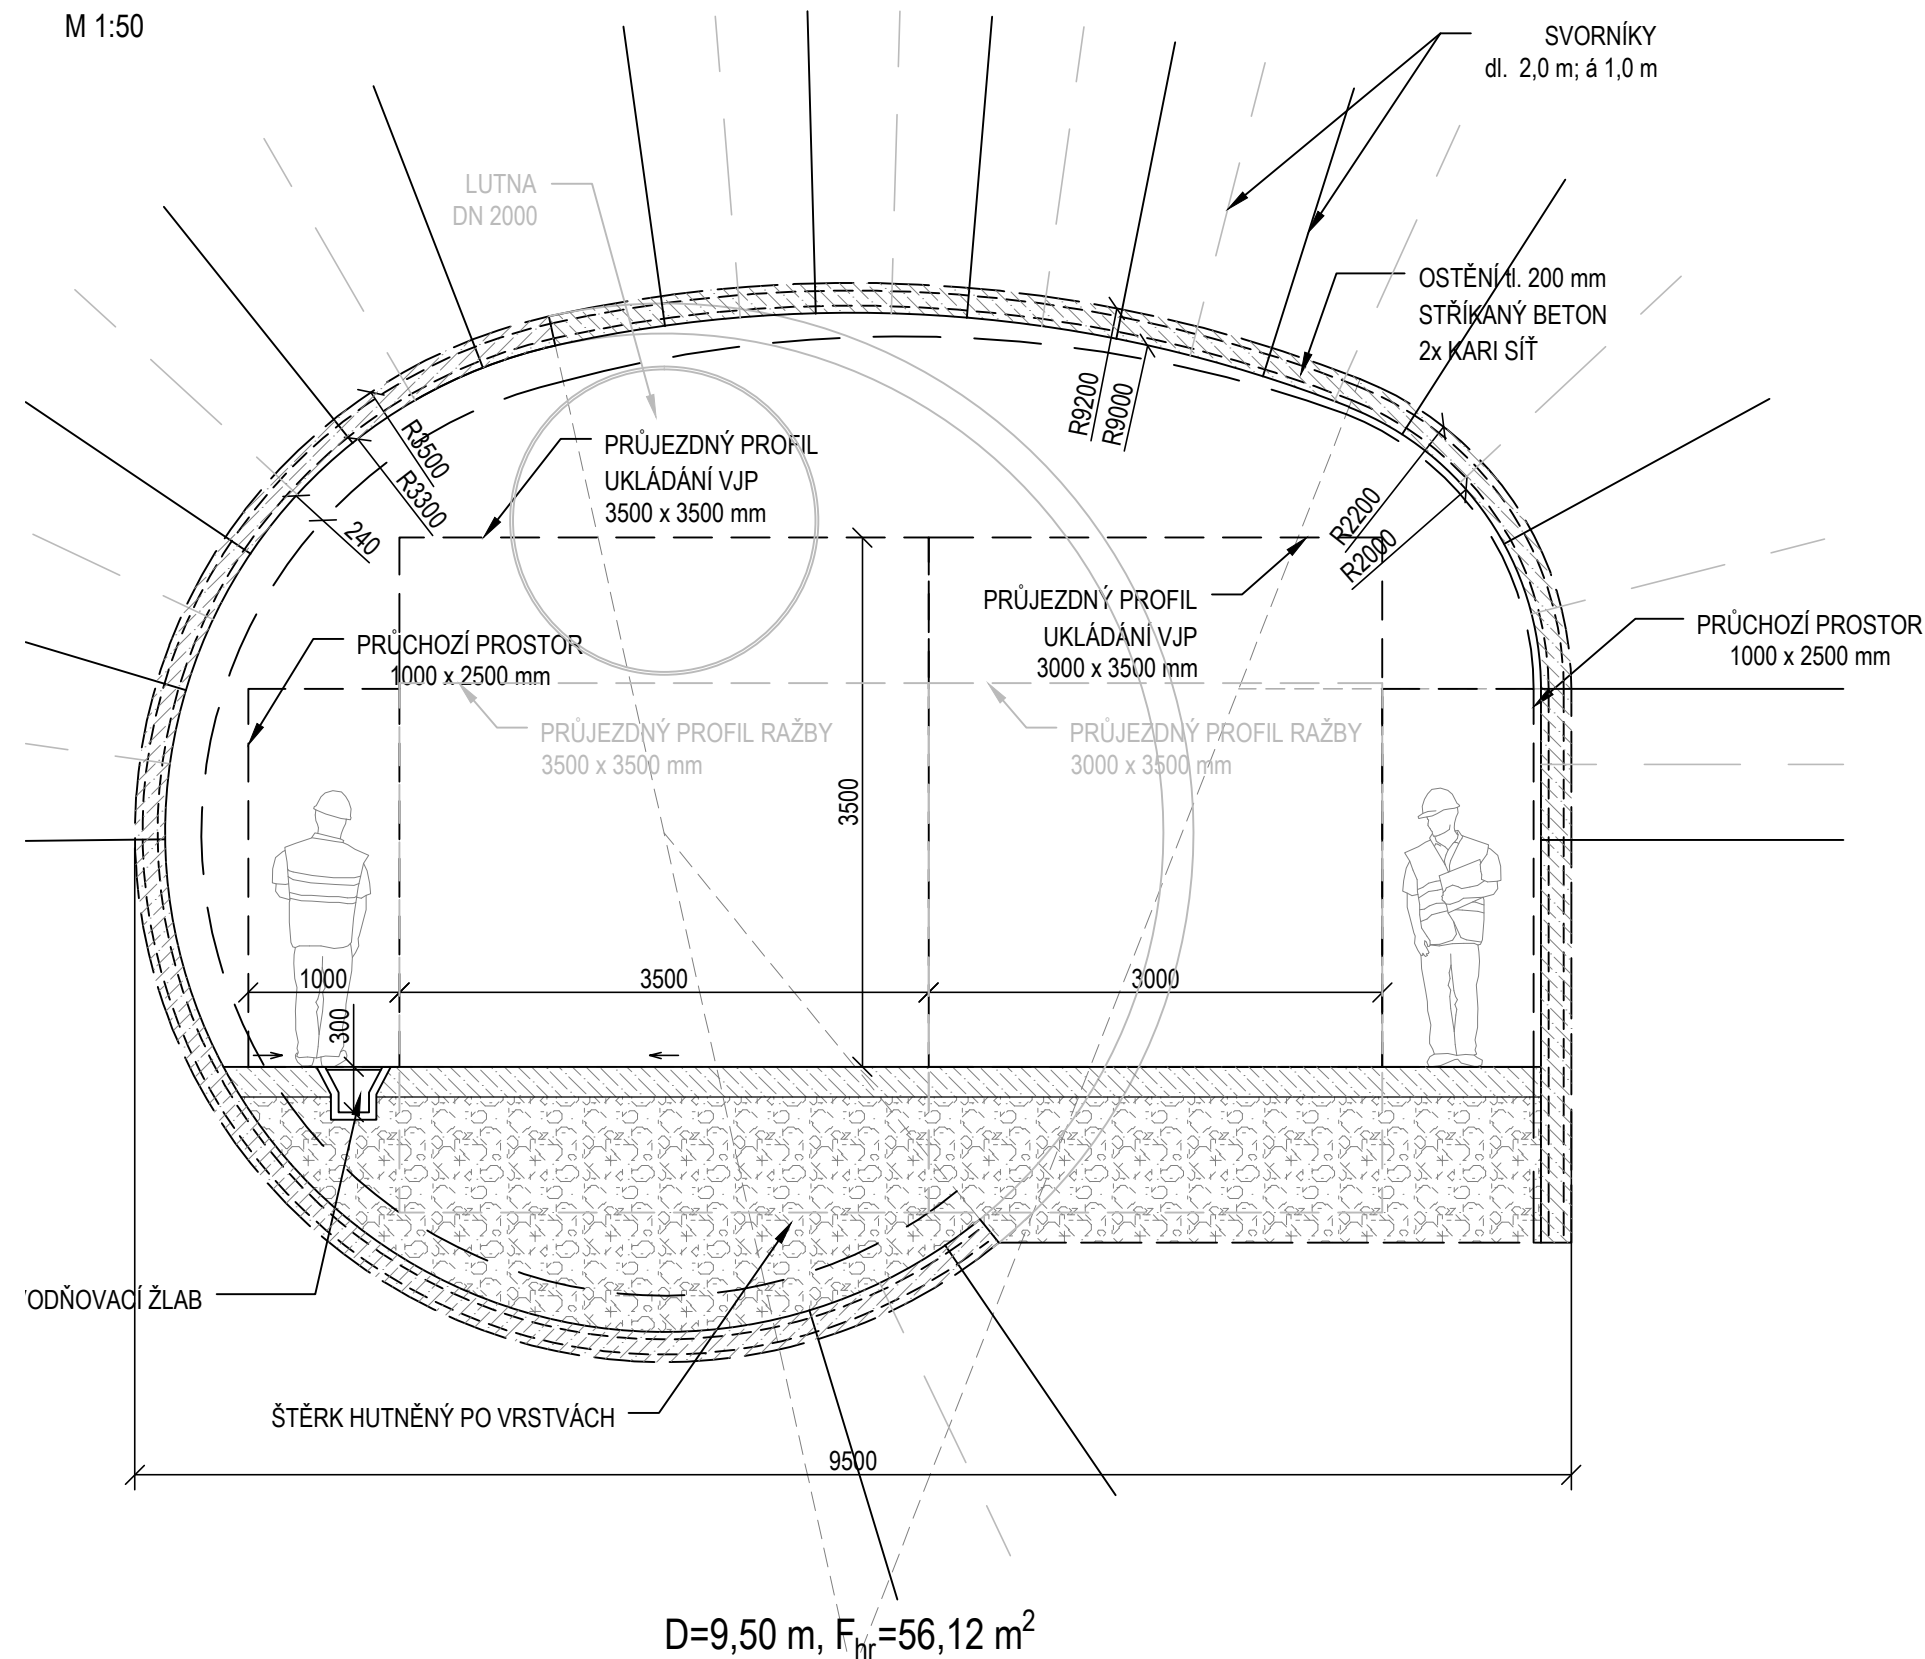 M 1:50
SVORNÍKY
dl. 2,0 m; á 1,0 m
LUTNA
DN 2000
OSTĚNÍ tl. 200 mm
STŘÍKANÝ BETON
2x KARI SÍŤ
R9200
R9000
R3500
R3300
240
PRŮJEZDNÝ PROFIL
UKLÁDÁNÍ VJP
3500 x 3500 mm
R2200
R2000
PRŮJEZDNÝ PROFIL
UKLÁDÁNÍ VJP
3000 x 3500 mm
PRŮCHOZÍ PROSTOR
1000 x 2500 mm
PRŮCHOZÍ PROSTOR
1000 x 2500 mm
PRŮJEZDNÝ PROFIL RAŽBY
3500 x 3500 mm
PRŮJEZDNÝ PROFIL RAŽBY
3000 x 3500 mm
3500
1000
3500
3000
300
ODŇOVACÍ ŽLAB
ŠTĚRK HUTNĚNÝ PO VRSTVÁCH
9500
D=9,50 m, F_hr=56,12 m²